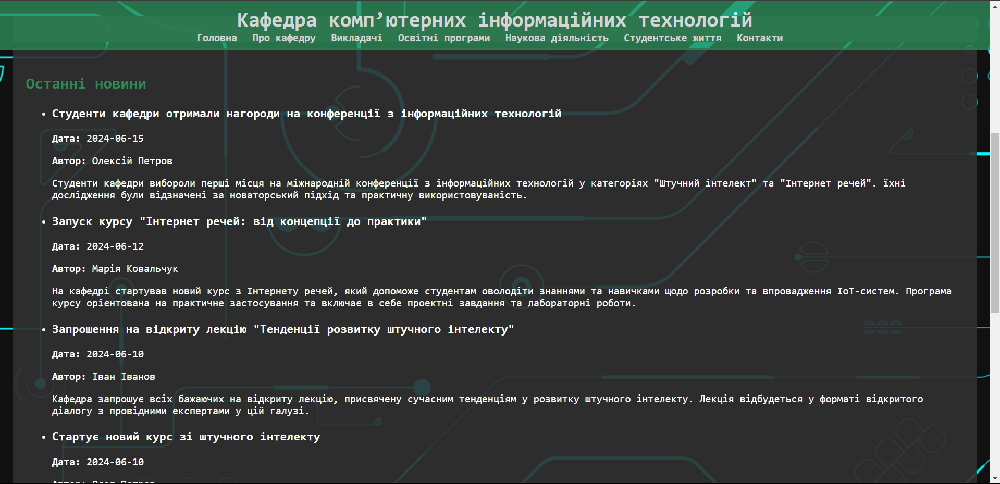 Кафедра комп’ютерних інформаційних технологій
Головна Про кафедру Викладачі Освітні програми Наукова діяльність Студентське життя Контакти
Останні новини
Студенти кафедри отримали нагороди на конференції з інформаційних технологій
Дата: 2024-06-15
Автор: Олексій Петров
Студенти кафедри вибороли перші місця на міжнародній конференції з інформаційних технологій у категоріях "Штучний інтелект" та "Інтернет речей". їхні
дослідження були відзначені за новаторський підхід та практичну використовуваність.
Запуск курсу "Інтернет речей: від концепції до практики"
Дата: 2024-06-12
Автор: Марія Ковальчук
На кафедрі стартував новий курс з Інтернету речей, який допоможе студентам оволодіти знаннями та навичками щодо розробки та впровадження IoT-систем. Програма
курсу орієнтована на практичне застосування та включає в себе проектні завдання та лабораторні роботи.
Запрошення на відкриту лекцію "Тенденції розвитку штучного інтелекту"
Дата: 2024-06-10
Автор: Іван Іванов
Кафедра запрошує всіх бажаючих на відкриту лекцію, присвячену сучасним тенденціям у розвитку штучного інтелекту. Лекція відбудеться у форматі відкритого
діалогу з провідними експертами у цій галузі.
Стартує новий курс зі штучного інтелекту
Дата: 2024-06-10
Автор: